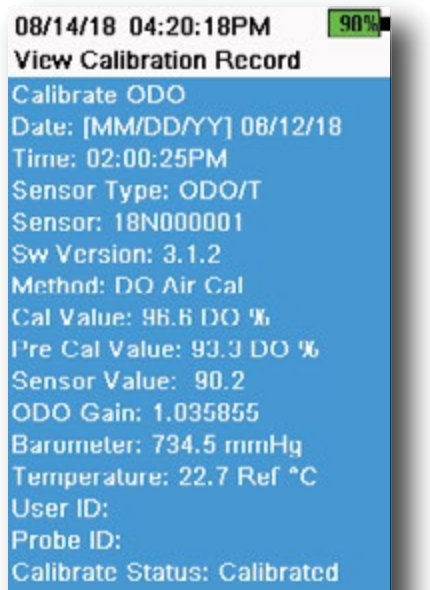 08/14/18 04:20:18PM 90%
View Calibration Record
Calibrate ODO
Date: [MM/DD/YY] 06/12/18
Time: 02:00:25PM
Sensor Type: ODO/T
Sensor: 18N000001
Sw Version: 3.1.2
Method: DO Air Cal
Cal Value: 96.6 DO %
Pre Cal Value: 93.3 DO %
Sensor Value: 90.2
ODO Gain: 1.035855
Barometer: 734.5 mmHg
Temperature: 22.7 Ref °C
User ID:
Probe ID:
Calibrate Status: Calibrated